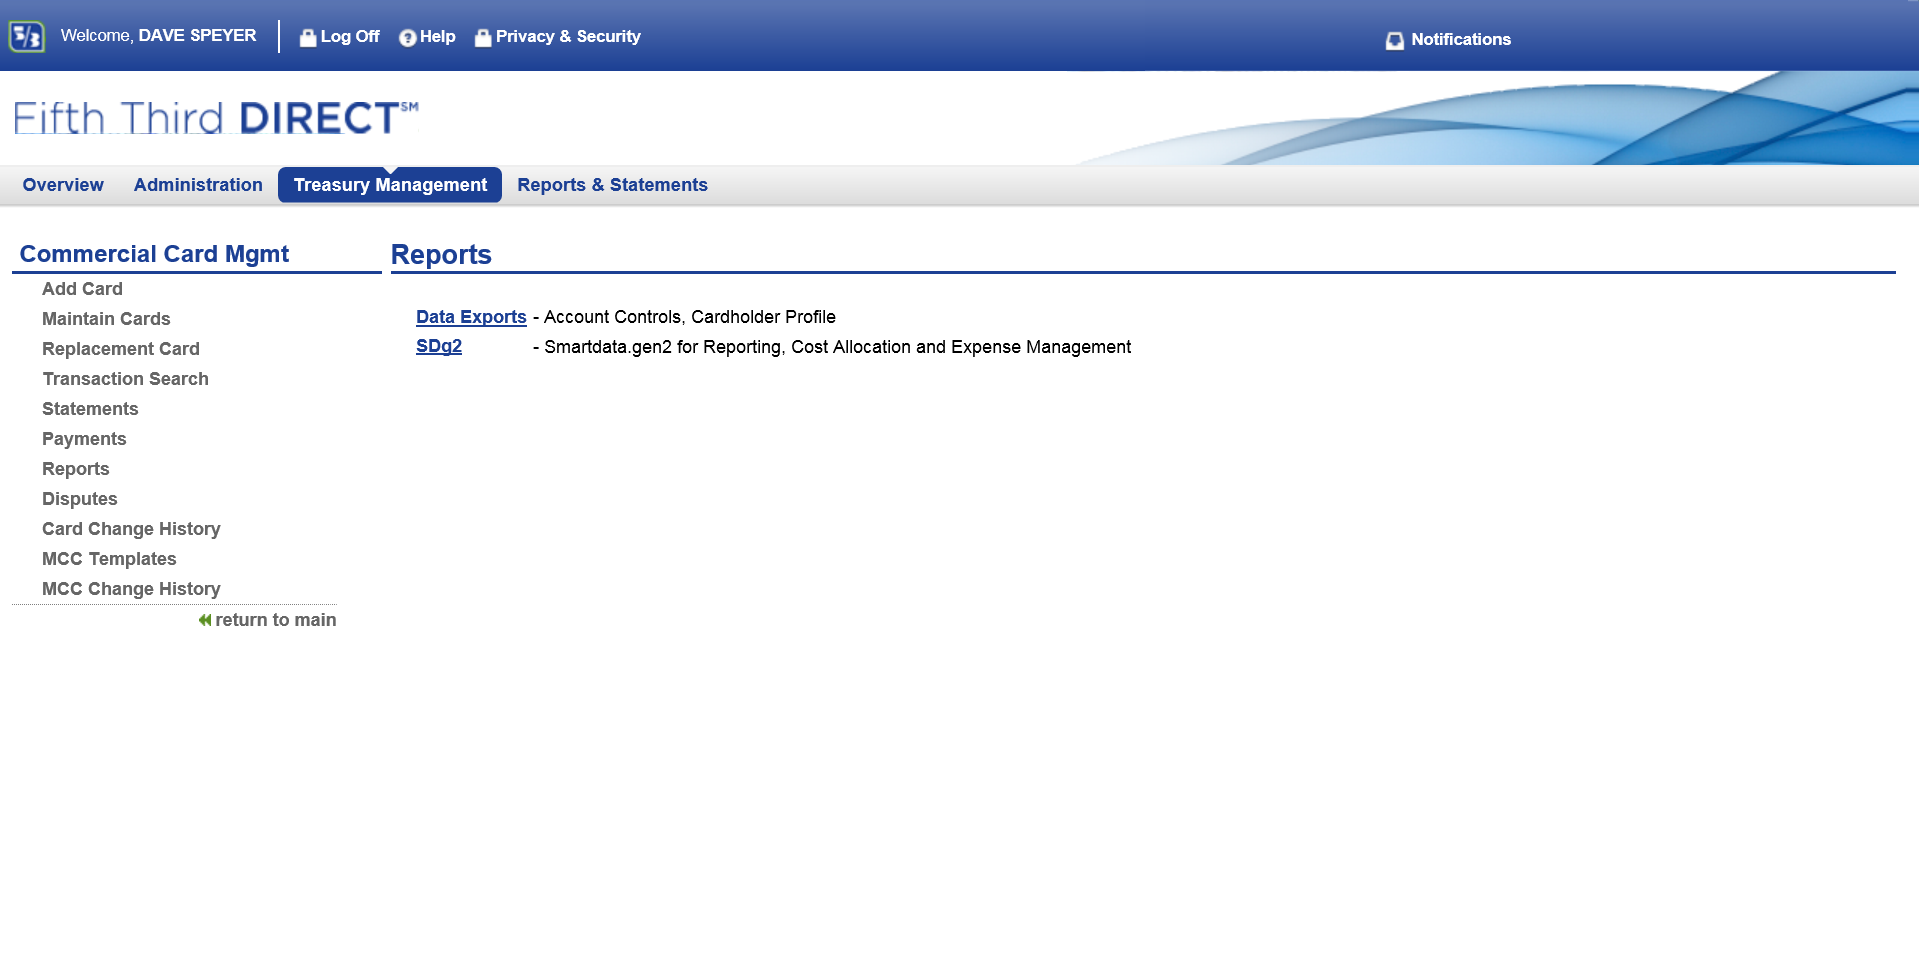 5/3 Welcome, DAVE SPEYER Log Off Help Privacy & Security Notifications
Fifth Third DIRECT℠
Overview Administration Treasury Management Reports & Statements
Commercial Card Mgmt
Add Card
Maintain Cards
Replacement Card
Transaction Search
Statements
Payments
Reports
Disputes
Card Change History
MCC Templates
MCC Change History
return to main
Reports
Data Exports - Account Controls, Cardholder Profile
SDg2 - Smartdata.gen2 for Reporting, Cost Allocation and Expense Management